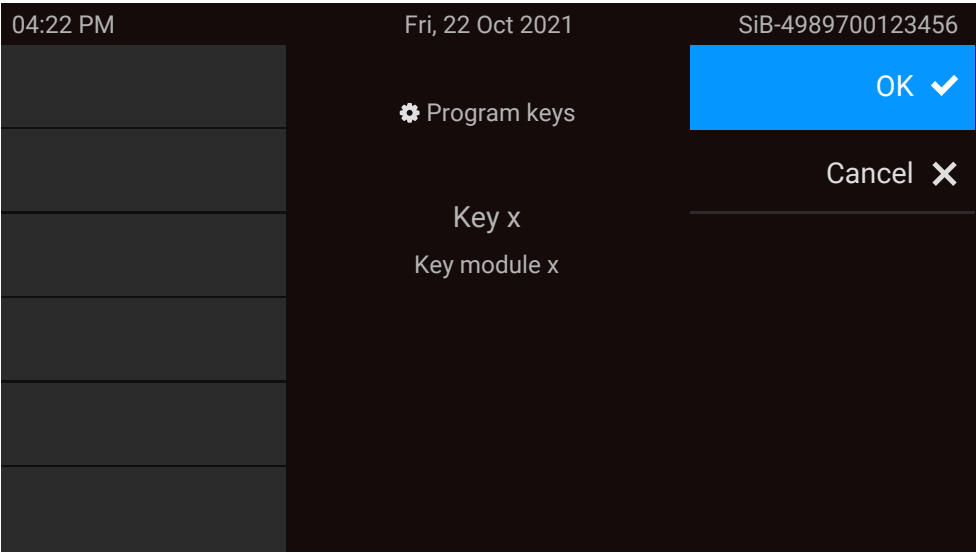 04:22 PM Fri, 22 Oct 2021 SiB-4989700123456
OK
Program keys
Cancel
Key x
Key module x